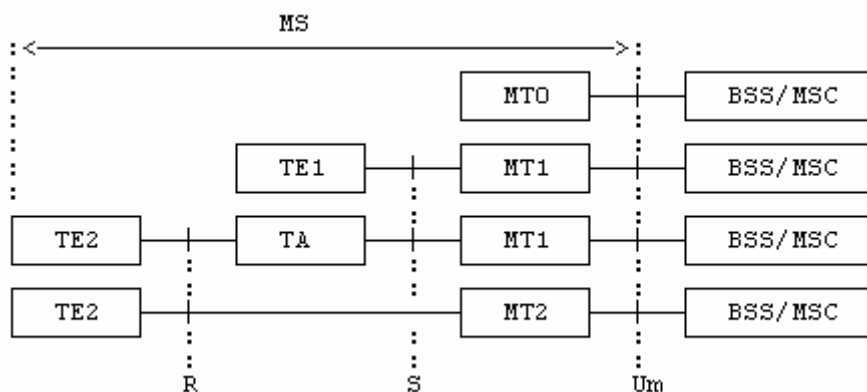 MS
MT0 BSS/MSC
TE1 MT1 BSS/MSC
TE2 TA MT1 BSS/MSC
TE2 MT2 BSS/MSC
R S Um